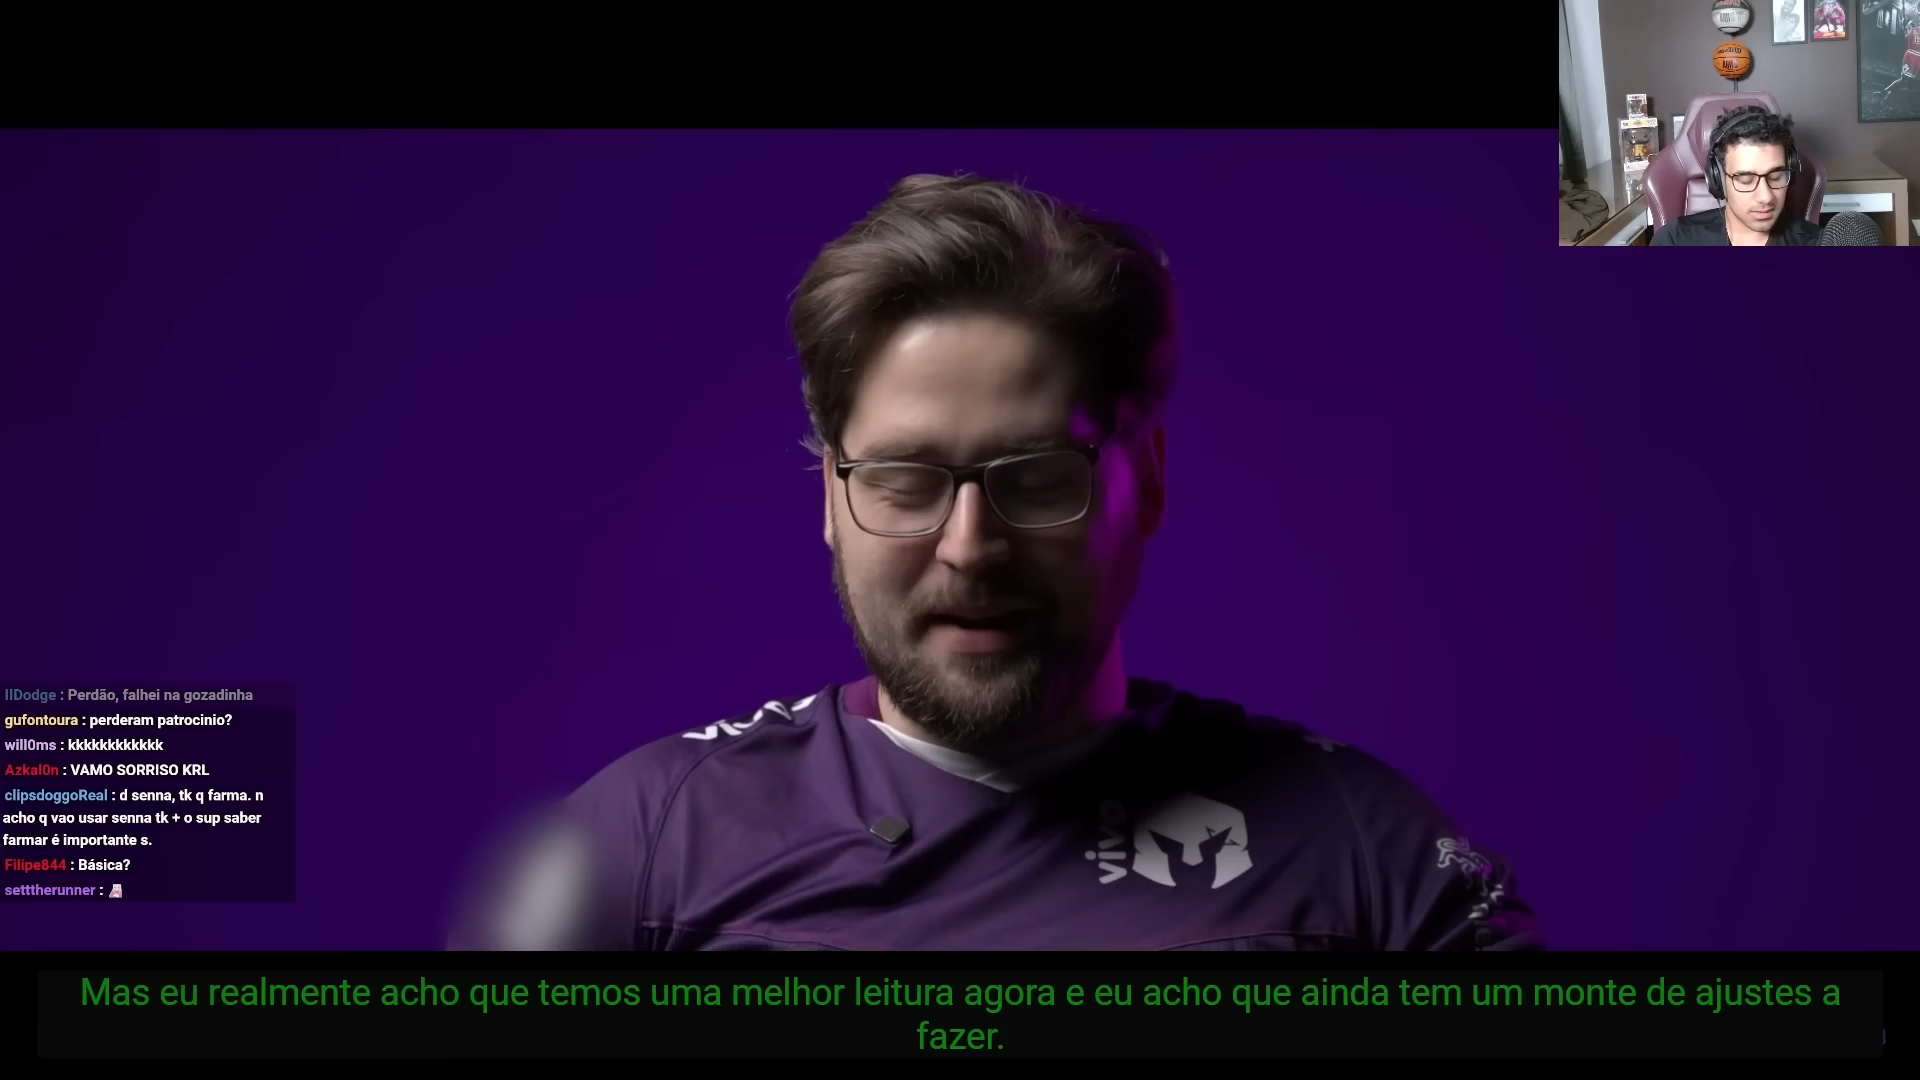 IlDodge : Perdão, falhei na gozadinha
gufontoura : perderam patrocinio?
will0ms : kkkkkkkkkkkk
Azkal0n : VAMO SORRISO KRL
clipsdoggoReal : d senna, tk q farma. n
acho q vao usar senna tk + o sup saber
farmar é importante s.
Filipe844 : Básica?
setttherunner :
vivo
vivo
Mas eu realmente acho que temos uma melhor leitura agora e eu acho que ainda tem um monte de ajustes a
fazer.